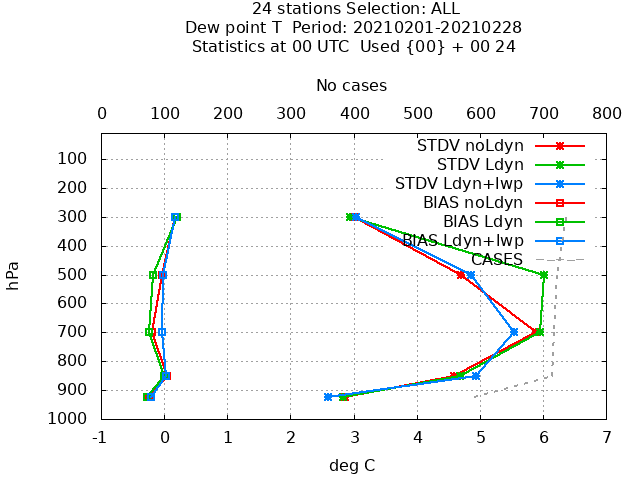 24 stations Selection: ALL
Dew point T  Period: 20210201-20210228
Statistics at 00 UTC  Used {00} + 00 24
No cases
0 100 200 300 400 500 600 700 800
STDV noLdyn
STDV Ldyn
STDV Ldyn+lwp
BIAS noLdyn
BIAS Ldyn
BIAS Ldyn+lwp
CASES
hPa
100
200
300
400
500
600
700
800
900
1000
-1 0 1 2 3 4 5 6 7
deg C